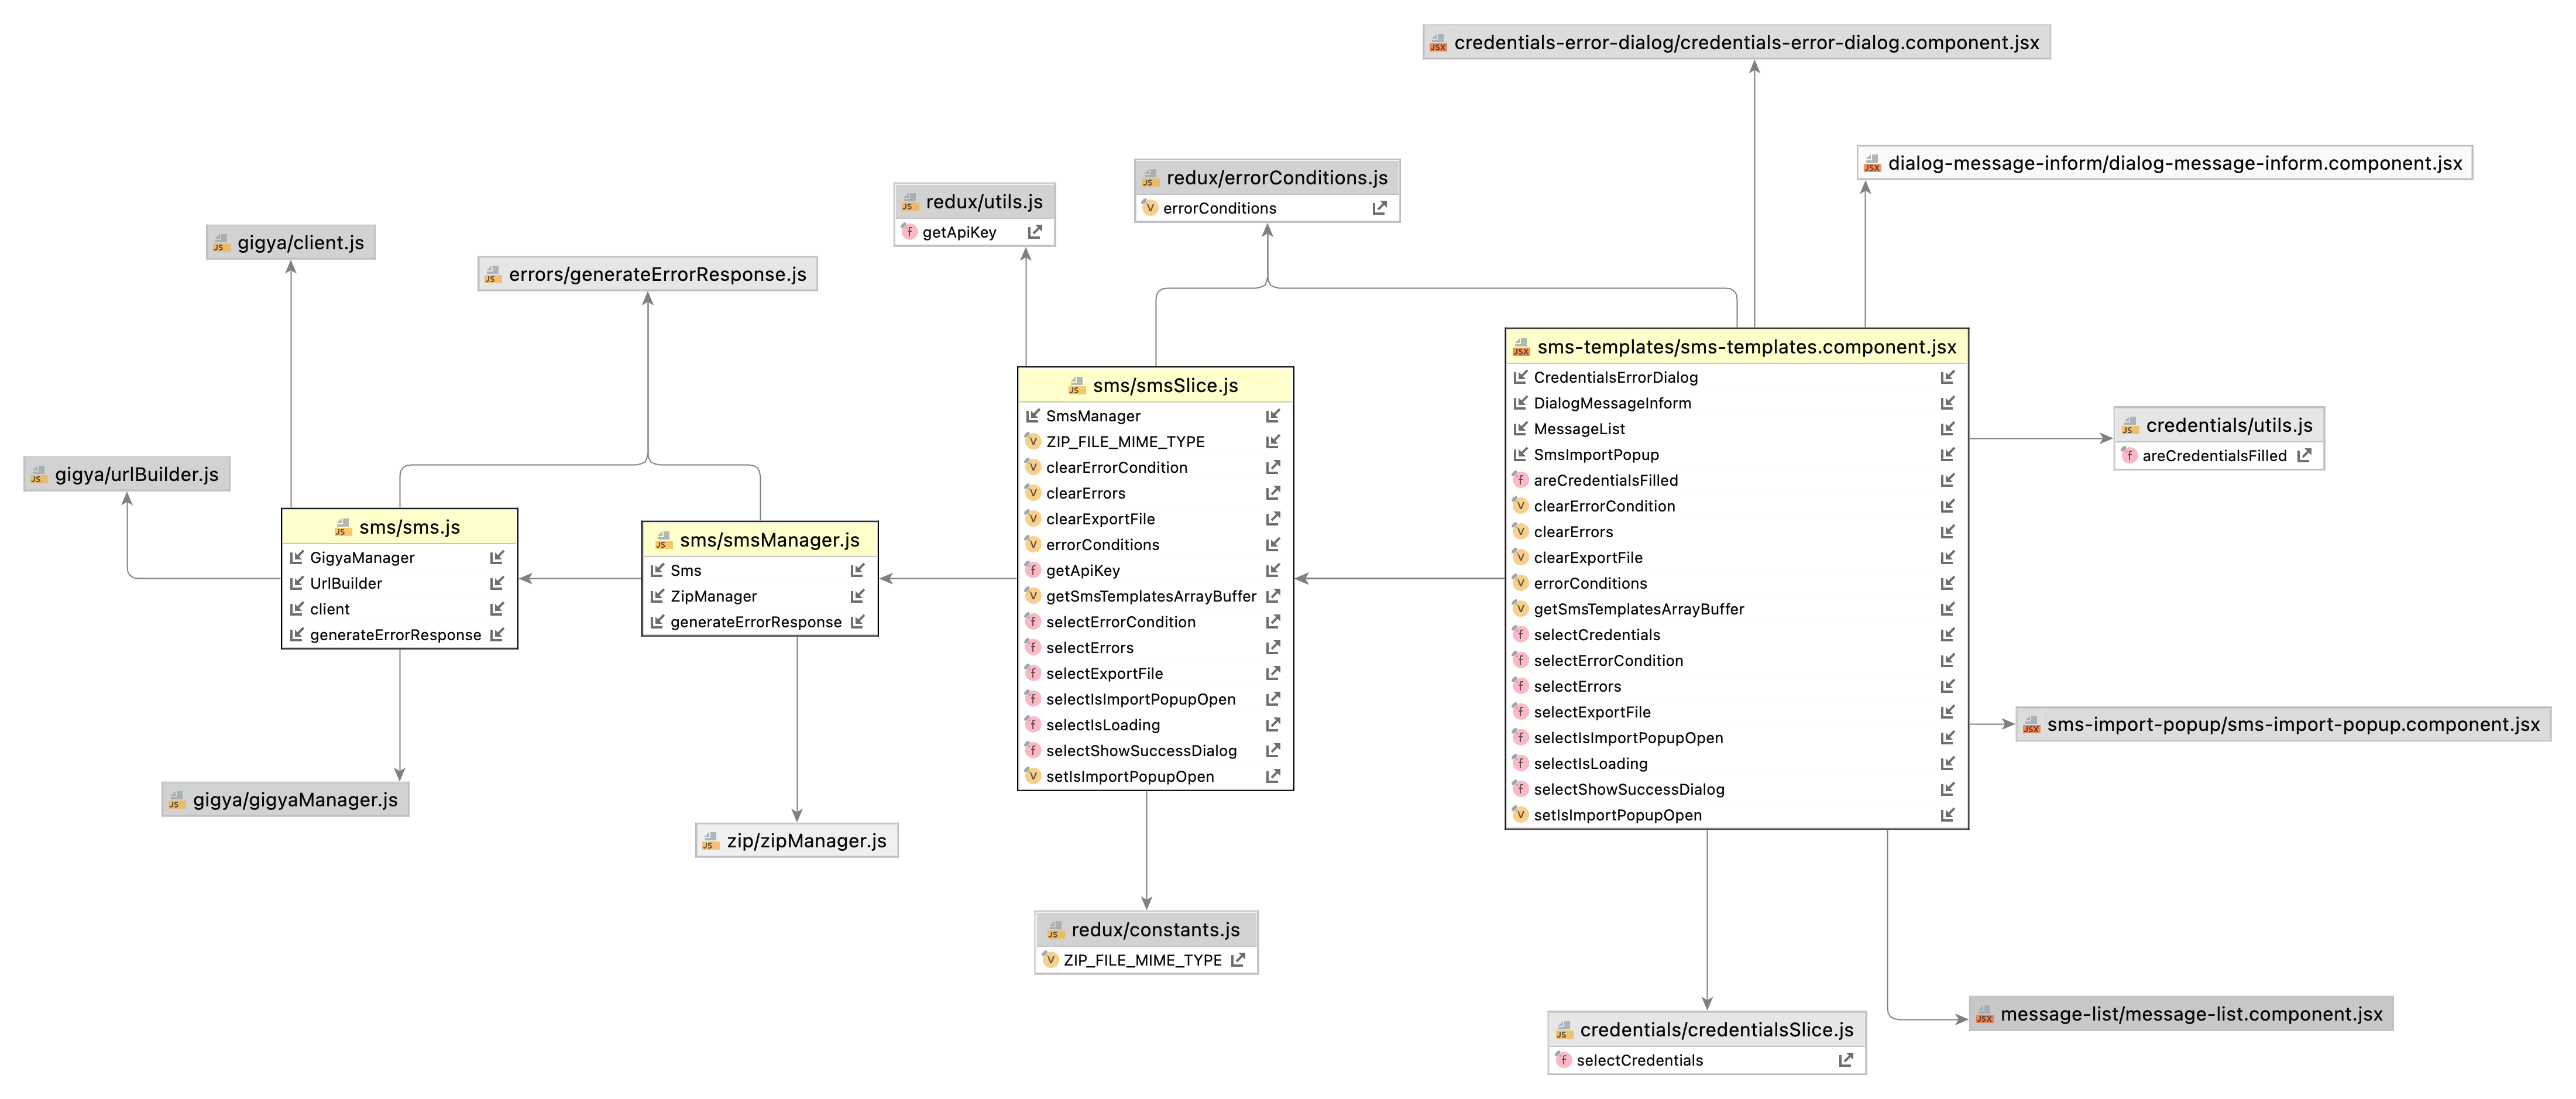 credentials-error-dialog/credentials-error-dialog.component.jsx
dialog-message-inform/dialog-message-inform.component.jsx
redux/errorConditions.js
errorConditions
redux/utils.js
getApiKey
gigya/client.js
errors/generateErrorResponse.js
gigya/urlBuilder.js
sms/sms.js
GigyaManager
UrlBuilder
client
generateErrorResponse
sms/smsManager.js
Sms
ZipManager
generateErrorResponse
sms/smsSlice.js
SmsManager
ZIP_FILE_MIME_TYPE
clearErrorCondition
clearErrors
clearExportFile
errorConditions
getApiKey
getSmsTemplatesArrayBuffer
selectErrorCondition
selectErrors
selectExportFile
selectIsImportPopupOpen
selectIsLoading
selectShowSuccessDialog
setIsImportPopupOpen
sms-templates/sms-templates.component.jsx
CredentialsErrorDialog
DialogMessageInform
MessageList
SmsImportPopup
areCredentialsFilled
clearErrorCondition
clearErrors
clearExportFile
errorConditions
getSmsTemplatesArrayBuffer
selectCredentials
selectErrorCondition
selectErrors
selectExportFile
selectIsImportPopupOpen
selectIsLoading
selectShowSuccessDialog
setIsImportPopupOpen
credentials/utils.js
areCredentialsFilled
sms-import-popup/sms-import-popup.component.jsx
gigya/gigyaManager.js
zip/zipManager.js
redux/constants.js
ZIP_FILE_MIME_TYPE
credentials/credentialsSlice.js
selectCredentials
message-list/message-list.component.jsx